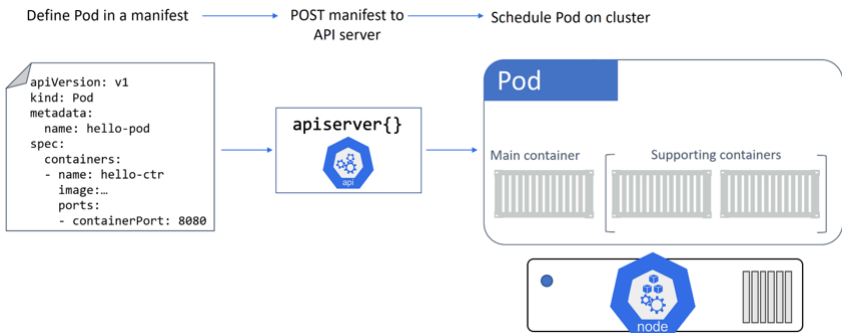 Define Pod in a manifest
POST manifest to
API server
Schedule Pod on cluster
apiVersion: v1
kind: Pod
metadata:
  name: hello-pod
spec:
  containers:
  - name: hello-ctr
    image:…
    ports:
    - containerPort: 8080
apiserver{}
api
Pod
Main container
Supporting containers
node